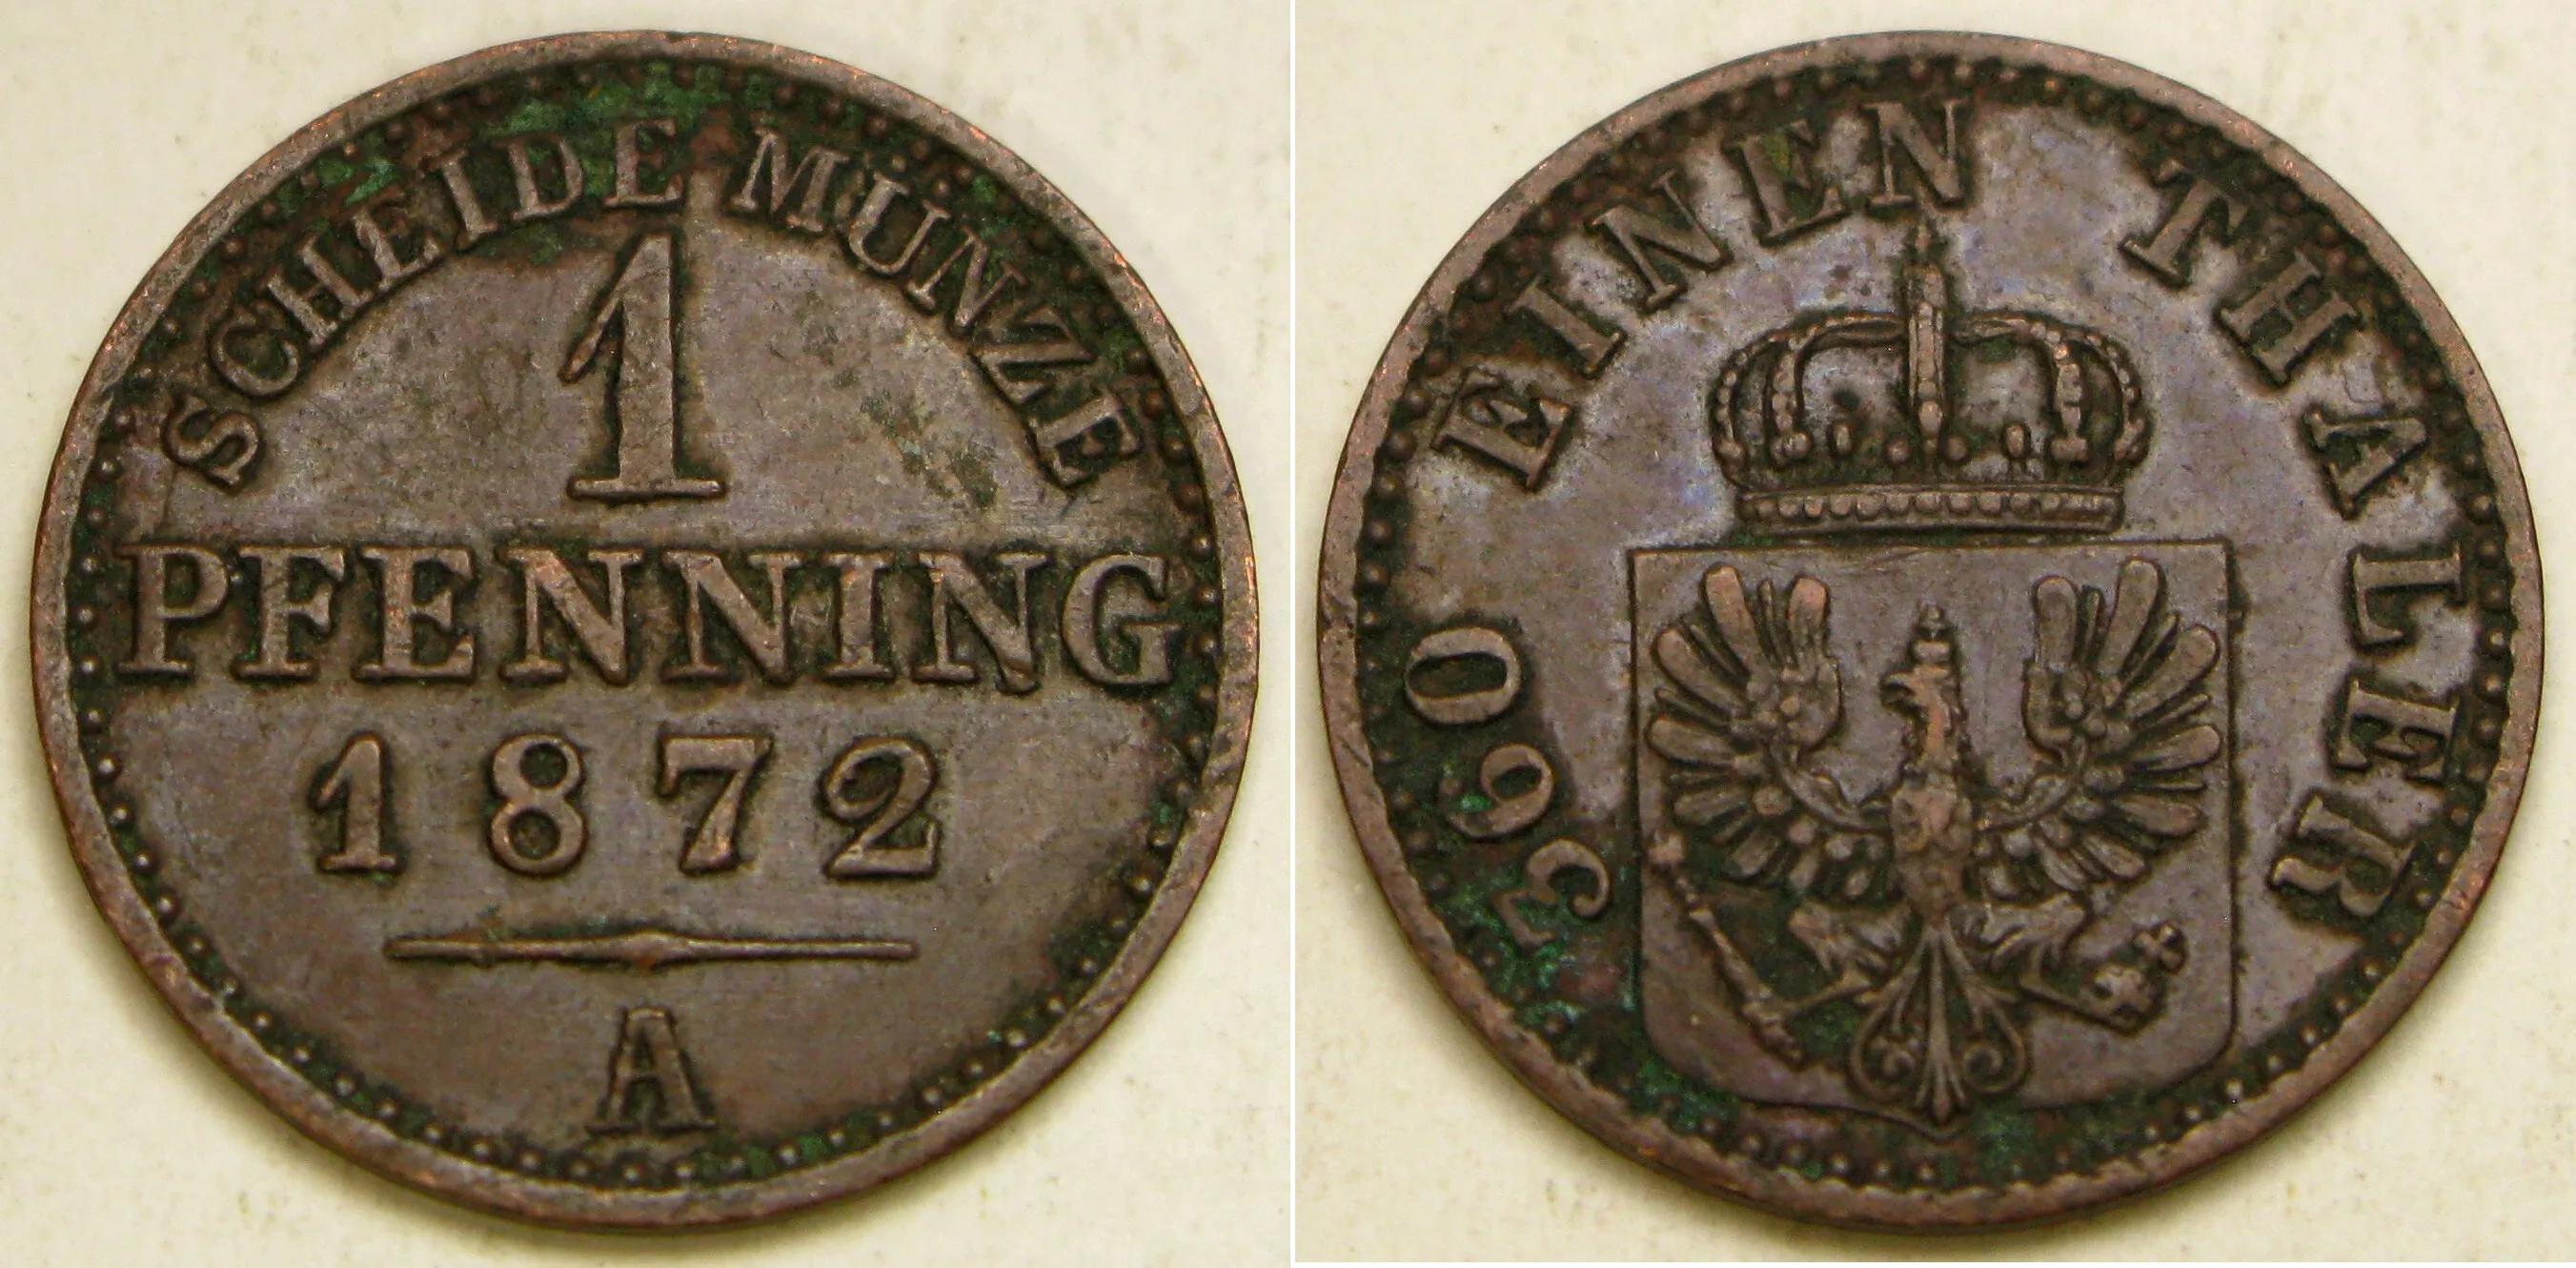 SCHEIDE MÜNZE
1
PFENNING
1872
A
360 EINEN THALER